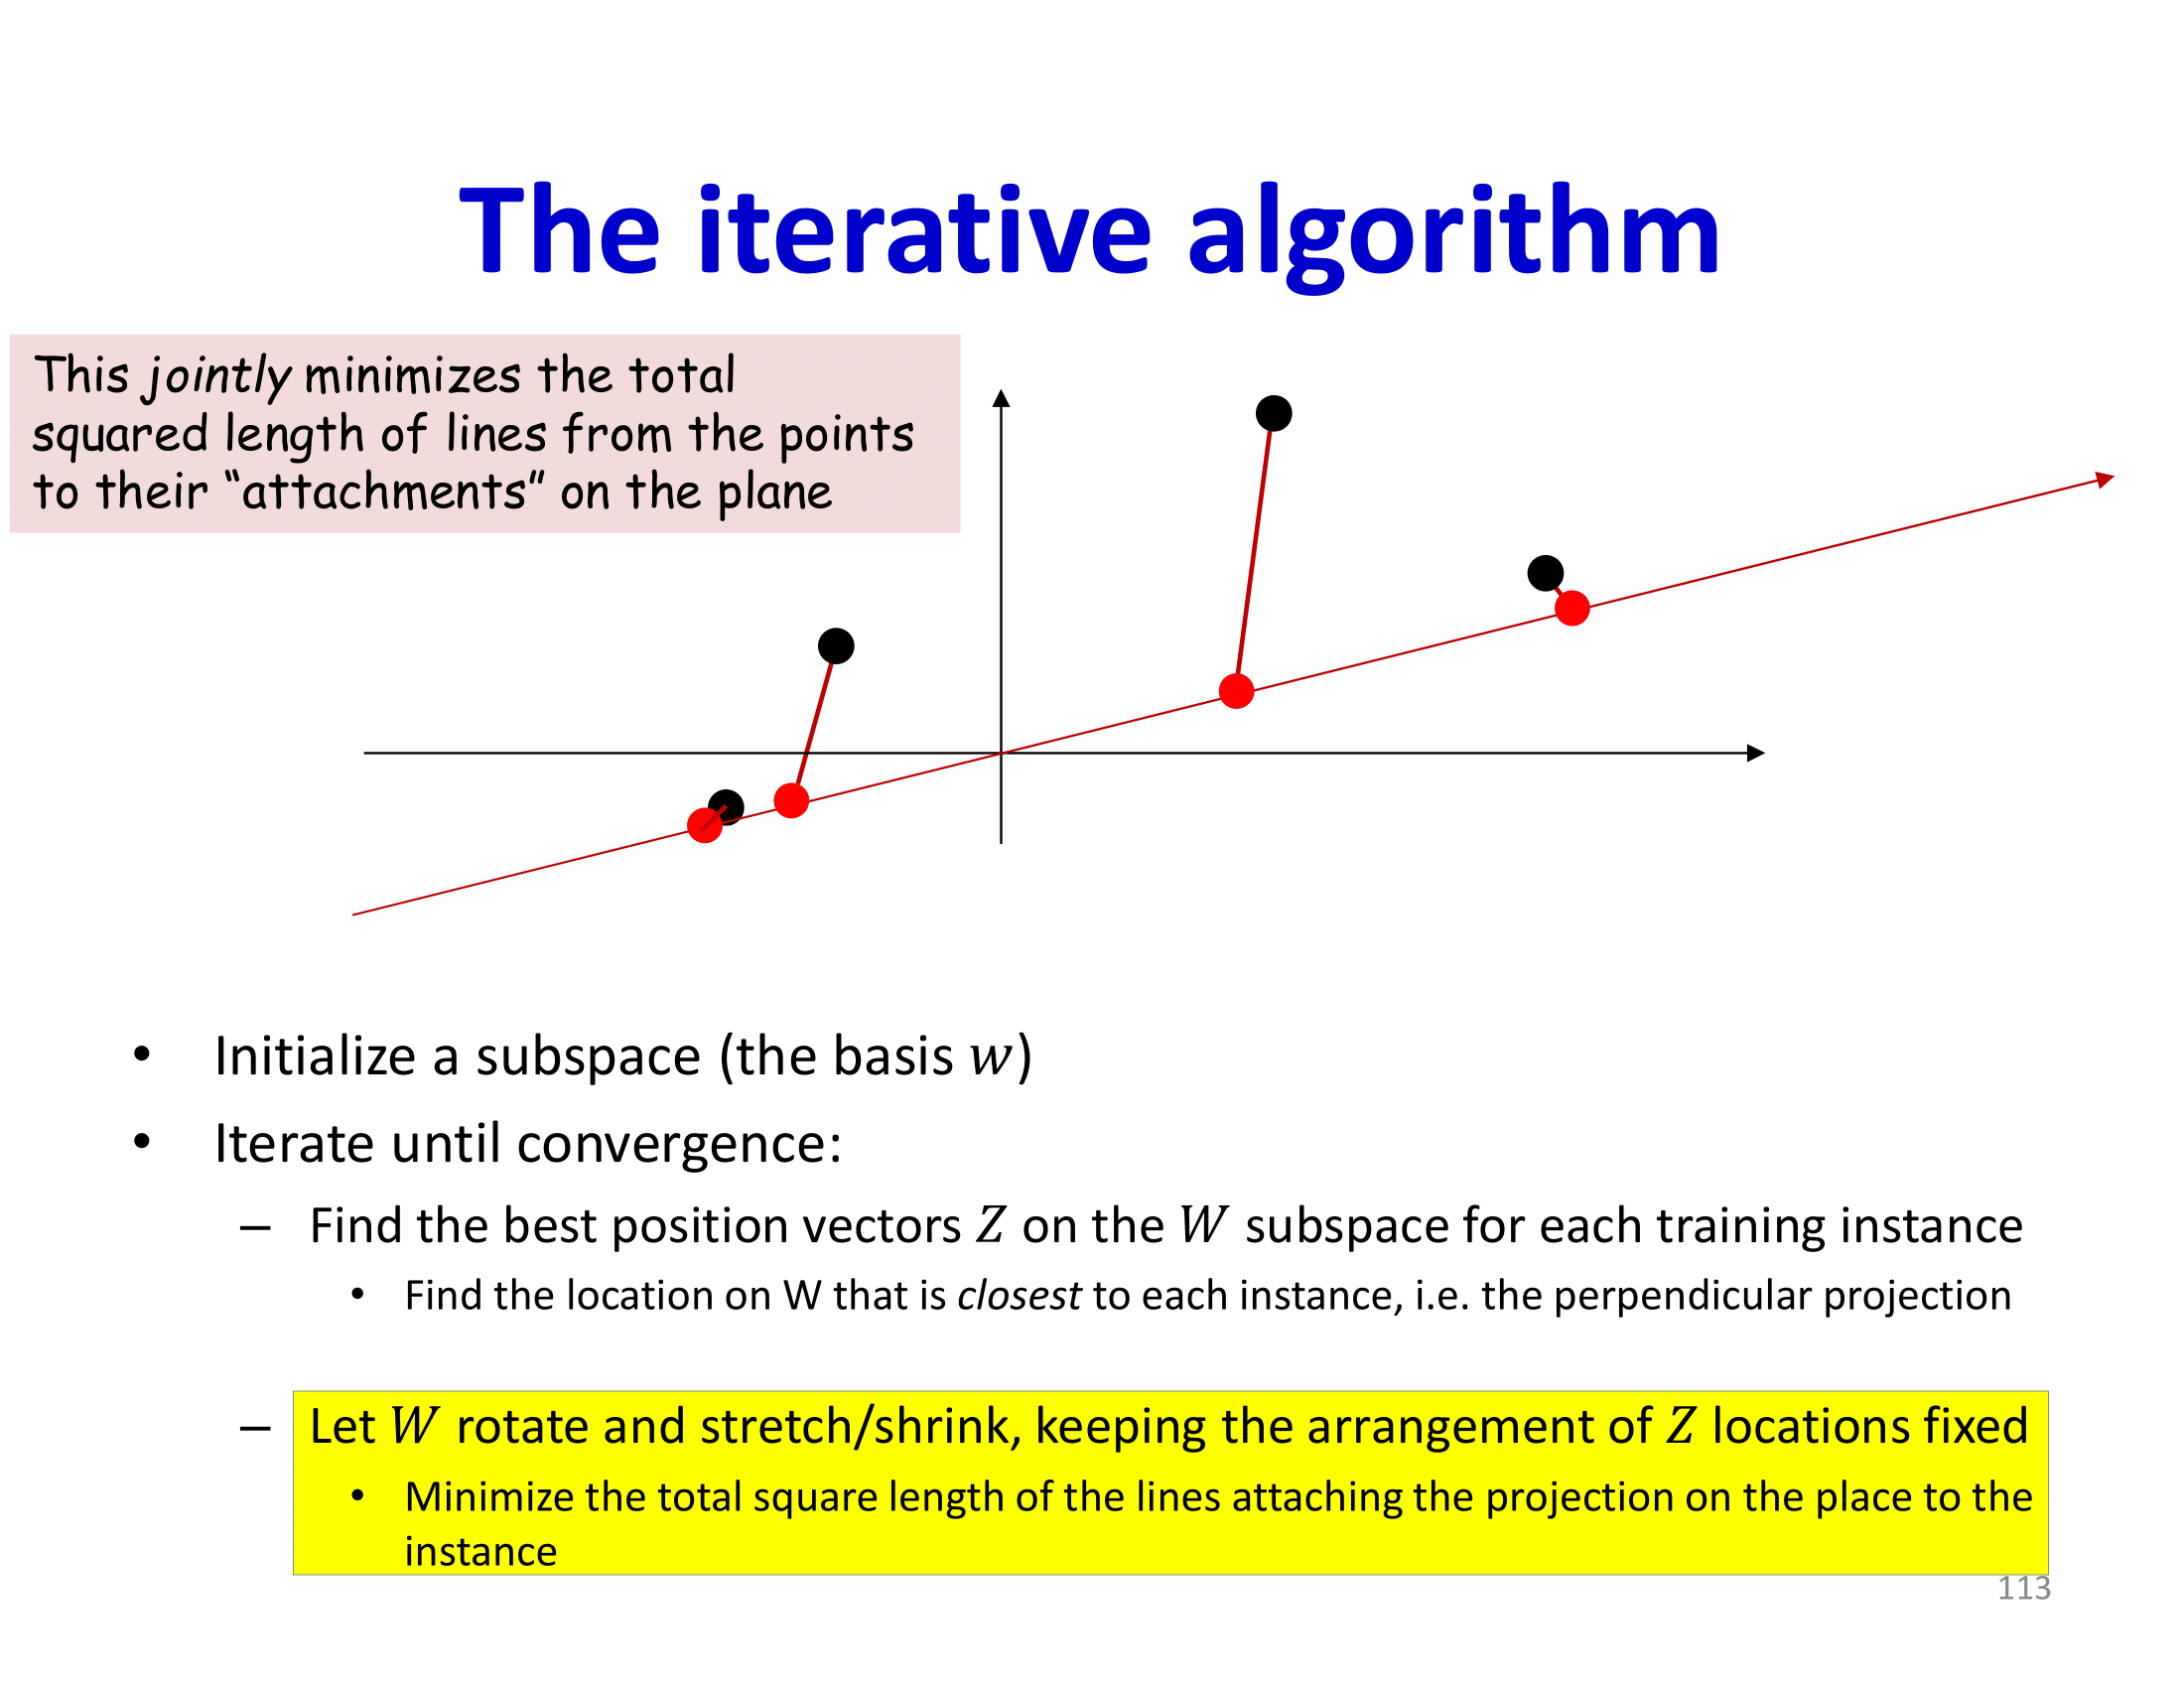 The iterative algorithm
This jointly minimizes the total
squared length of lines from the points
to their “attachments” on the plane
• Initialize a subspace (the basis w)
• Iterate until convergence:
– Find the best position vectors Z on the W subspace for each training instance
• Find the location on W that is closest to each instance, i.e. the perpendicular projection
– Let W rotate and stretch/shrink, keeping the arrangement of Z locations fixed
• Minimize the total square length of the lines attaching the projection on the place to the
instance
113